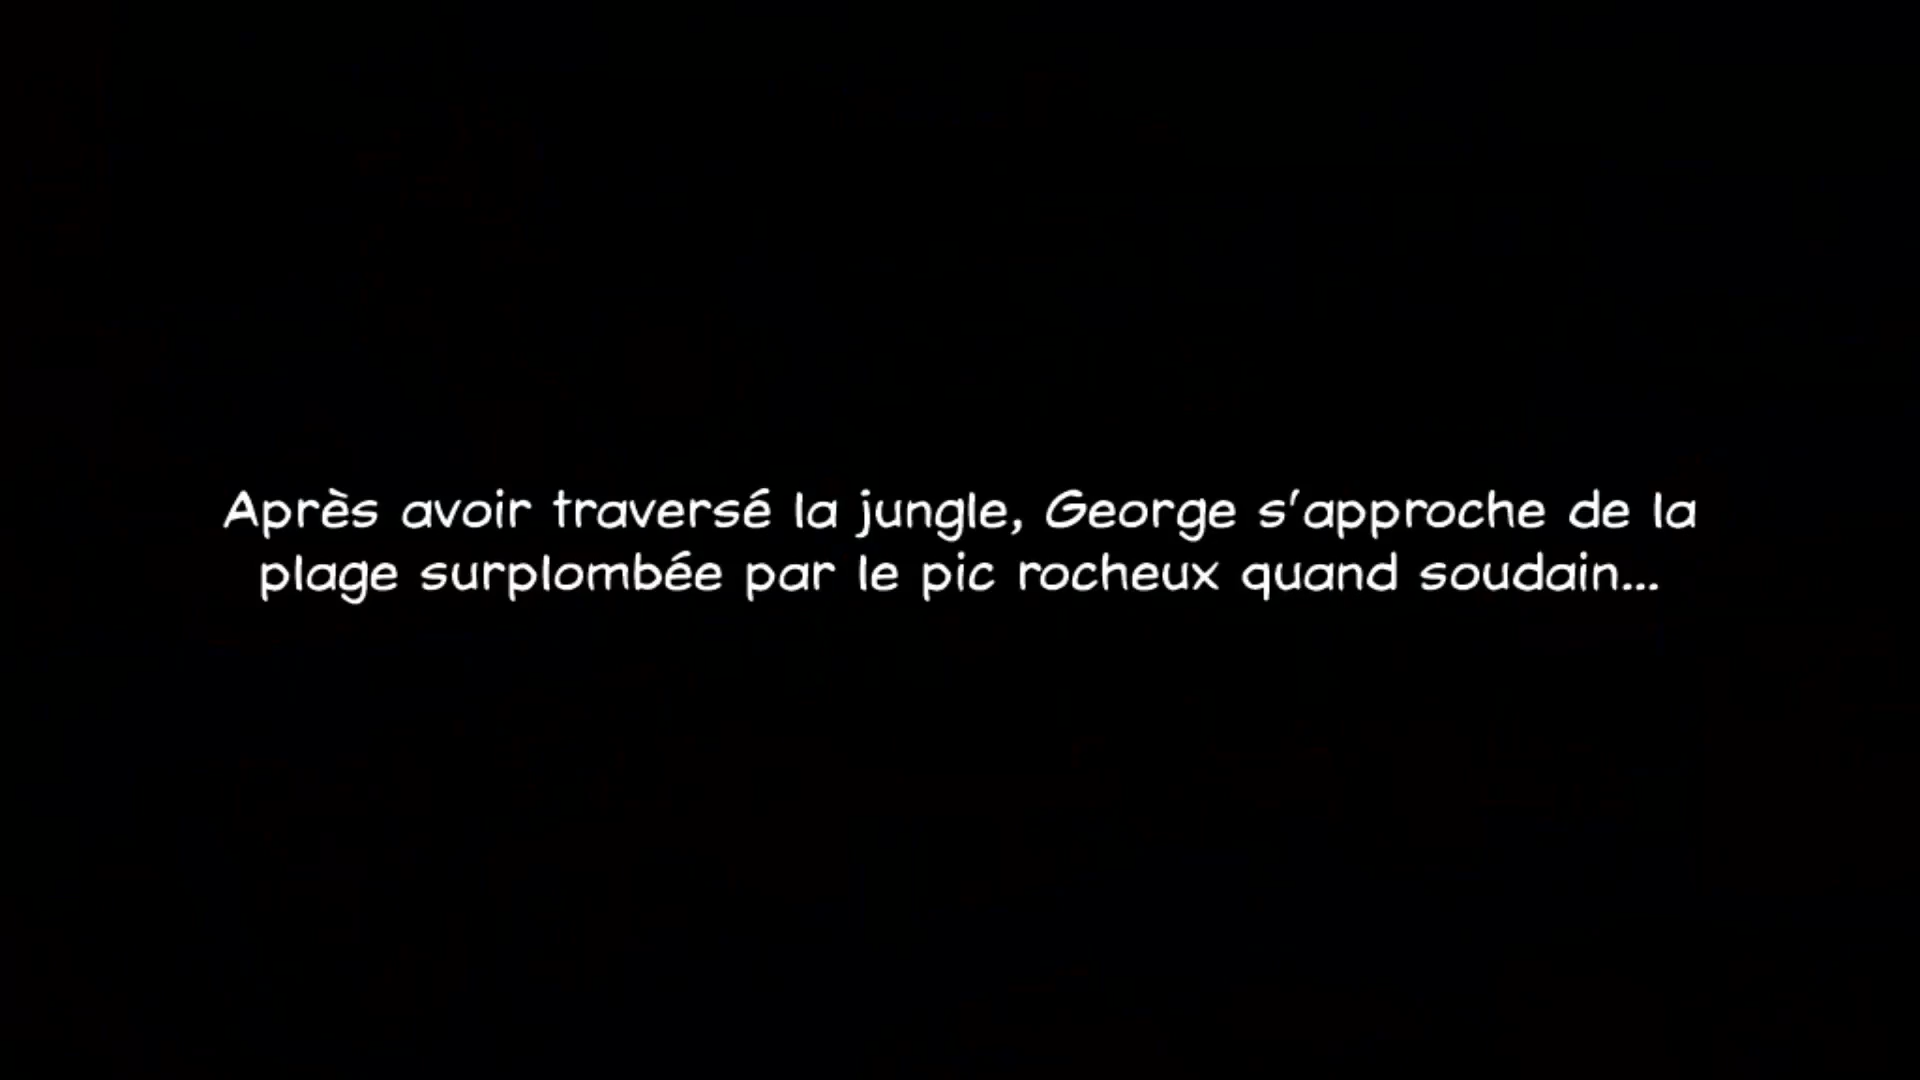 Après avoir traversé la jungle, George s'approche de la
plage surplombée par le pic rocheux quand soudain...